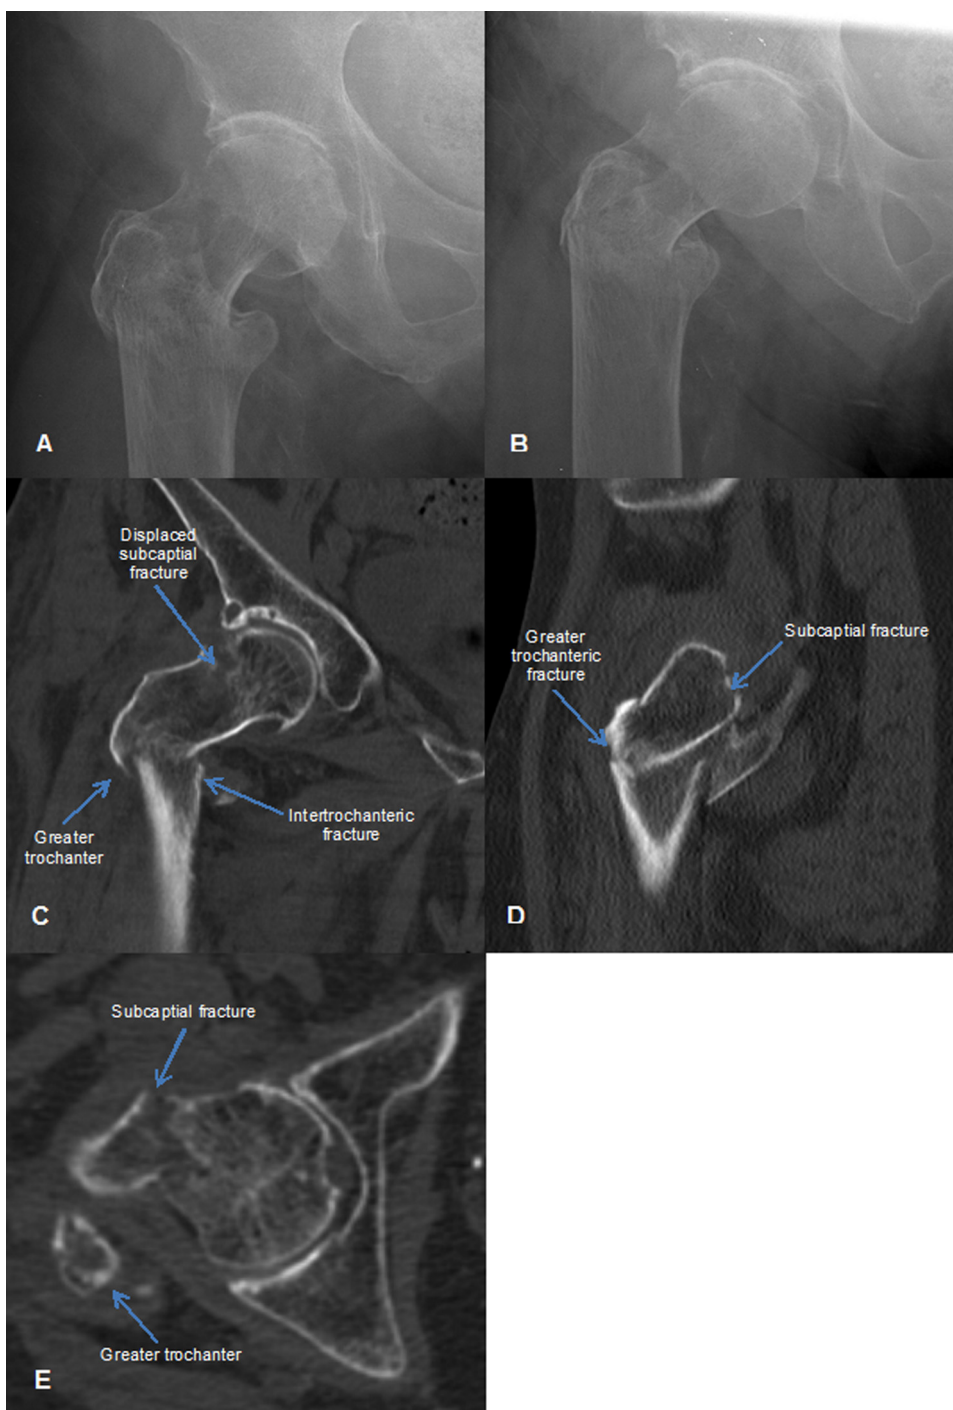 A
B
Displaced
subcaptial
fracture
Greater
trochanter
Intertrochanteric
fracture
C
Greater
trochanteric
fracture
Subcaptial fracture
D
Subcaptial fracture
Greater trochanter
E